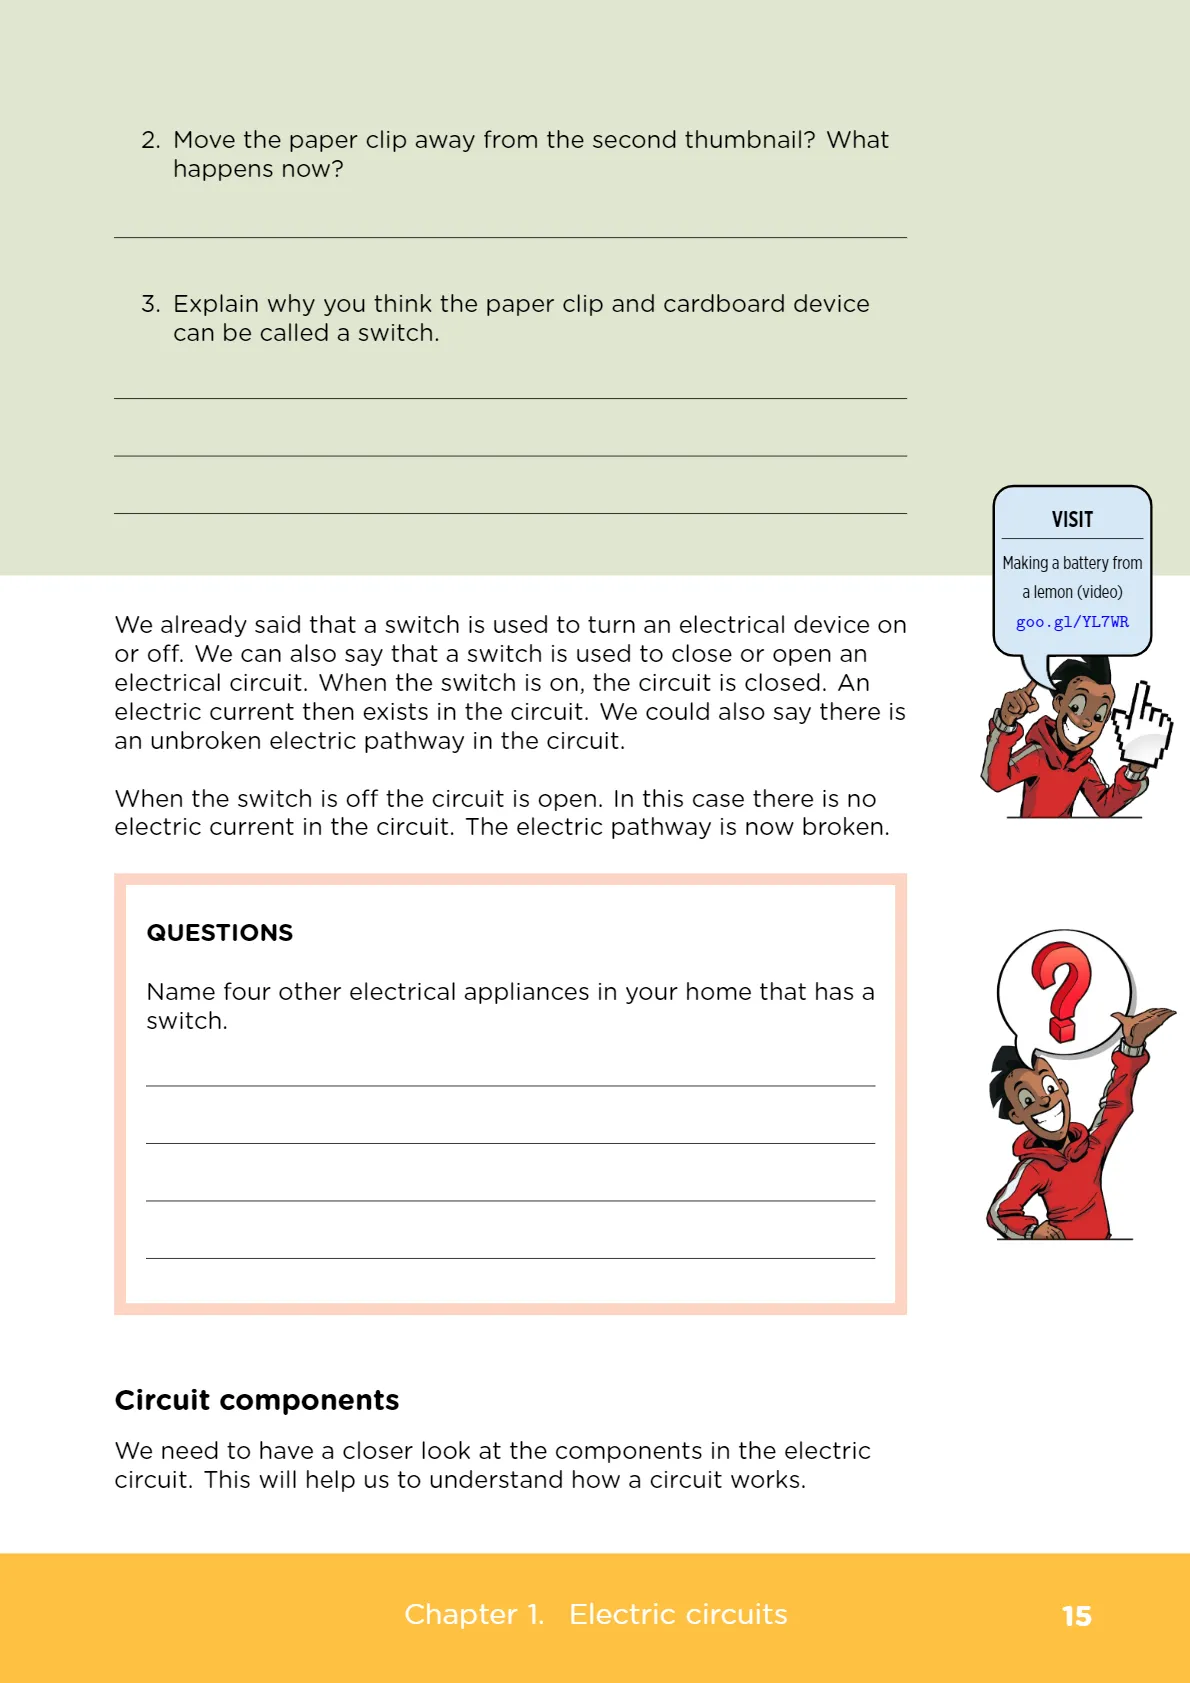 2. Move the paper clip away from the second thumbnail? What
happens now?
3. Explain why you think the paper clip and cardboard device
can be called a switch.
VISIT
Making a battery from
a lemon (video)
goo.gl/YL7WR
We already said that a switch is used to turn an electrical device on
or off. We can also say that a switch is used to close or open an
electrical circuit. When the switch is on, the circuit is closed. An
electric current then exists in the circuit. We could also say there is
an unbroken electric pathway in the circuit.
When the switch is off the circuit is open. In this case there is no
electric current in the circuit. The electric pathway is now broken.
QUESTIONS
Name four other electrical appliances in your home that has a
switch.
?
Circuit components
We need to have a closer look at the components in the electric
circuit. This will help us to understand how a circuit works.
Chapter 1. Electric circuits
15